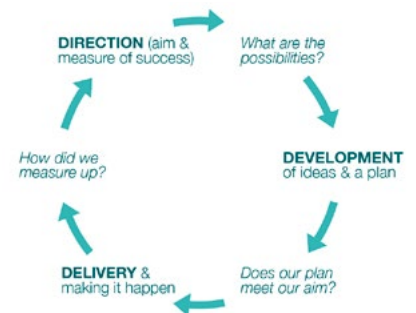 DIRECTION (aim &
measure of success)
What are the
possibilities?
DEVELOPMENT
of ideas & a plan
Does our plan
meet our aim?
DELIVERY &
making it happen
How did we
measure up?